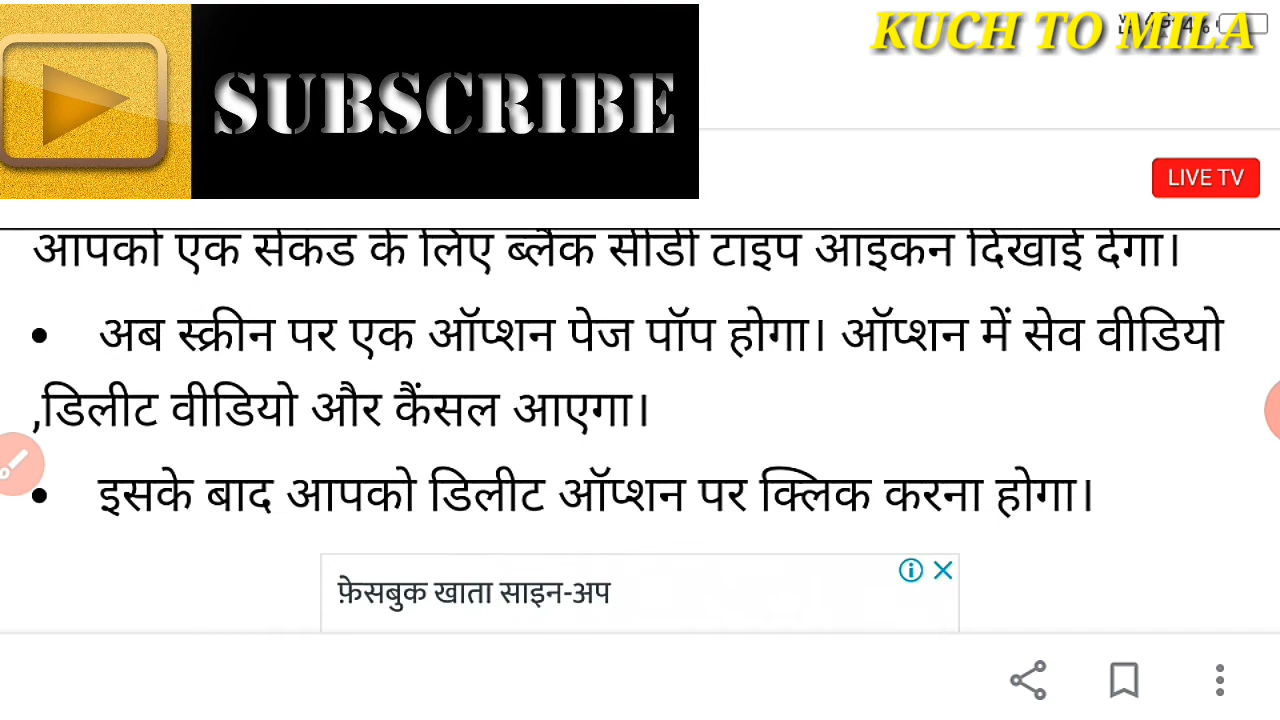 KUCH TO MILA
SUBSCRIBE
LIVE TV
आपको एक सेकंड के लिए ब्लैक सीडी टाइप आइकन दिखाई देगा।
• अब स्क्रीन पर एक ऑप्शन पेज पॉप होगा। ऑप्शन में सेव वीडियो
,डिलीट वीडियो और कैंसल आएगा।
• इसके बाद आपको डिलीट ऑप्शन पर क्लिक करना होगा।
फ़ेसबुक खाता साइन-अप